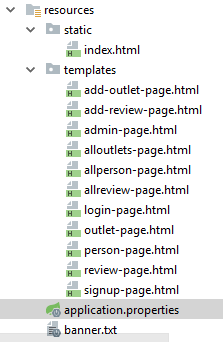 resources
static
index.html
templates
add-outlet-page.html
add-review-page.html
admin-page.html
alloutlets-page.html
allperson-page.html
allreview-page.html
login-page.html
outlet-page.html
person-page.html
review-page.html
signup-page.html
application.properties
banner.txt